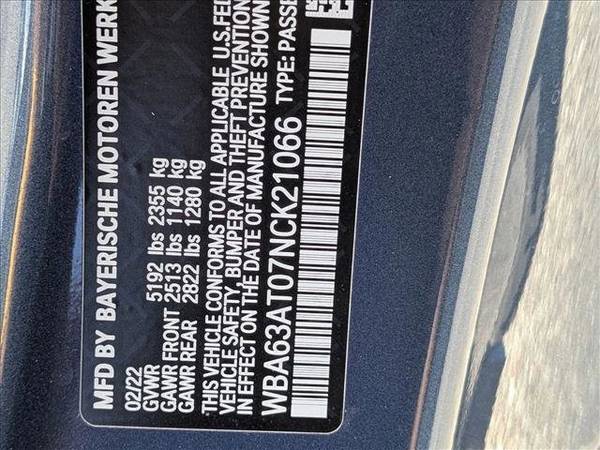 MFD BY BAYERISCHE MOTOREN WERK
02/22
GVWR 5192 lbs 2355 kg
GAWR FRONT 2513 lbs 1140 kg
GAWR REAR 2822 lbs 1280 kg
THIS VEHICLE CONFORMS TO ALL APPLICABLE U.S.FED
VEHICLE SAFETY, BUMPER AND THEFT PREVENTION
IN EFFECT ON THE DATE OF MANUFACTURE SHOWN
WBA63AT07NCK21066 TYPE: PASSE